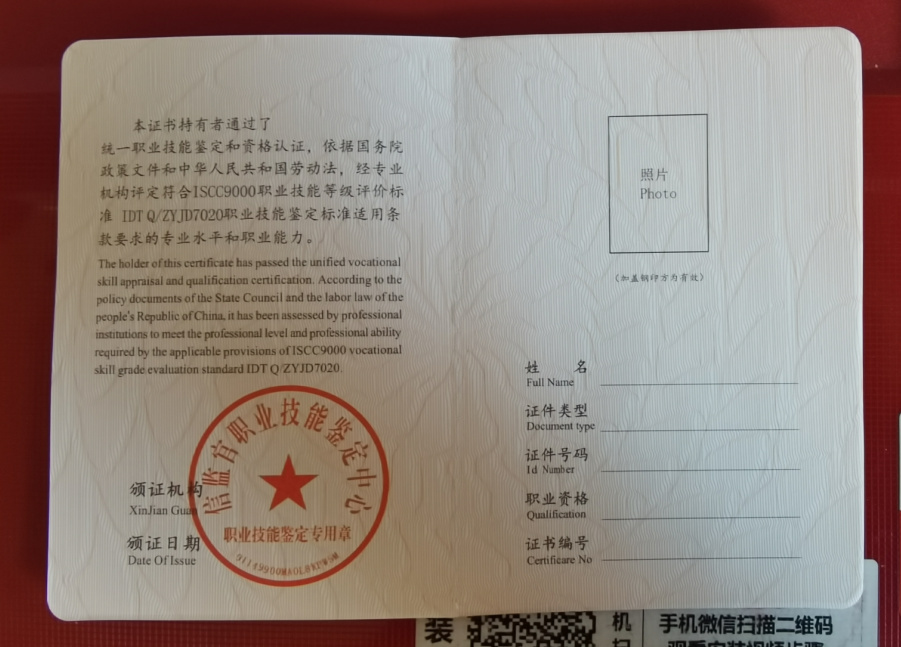 本证书持有者通过了
统一职业技能鉴定和资格认证，依据国务院
政策文件和中华人民共和国劳动法，经专业
机构评定符合ISCC9000职业技能等级评价标
准 IDT Q/ZYJD7020职业技能鉴定标准适用条
款要求的专业水平和职业能力。
The holder of this certificate has passed the unified vocational
skill appraisal and qualification certification. According to the
policy documents of the State Council and the labor law of the
people's Republic of China, it has been assessed by professional
institutions to meet the professional level and professional ability
required by the applicable provisions of ISCC9000 vocational
skill grade evaluation standard IDT Q/ZYJD7020.
信监官职业技能鉴定中心
职业技能鉴定专用章
颁证机构
XinJian Guan
颁证日期
Date Of Issue
照片
Photo
（加盖钢印方为有效）
姓 名
Full Name
证件类型
Document type
证件号码
Id Number
职业资格
Qualification
证书编号
Certificare No
装
机
扫
手机微信扫描二维码